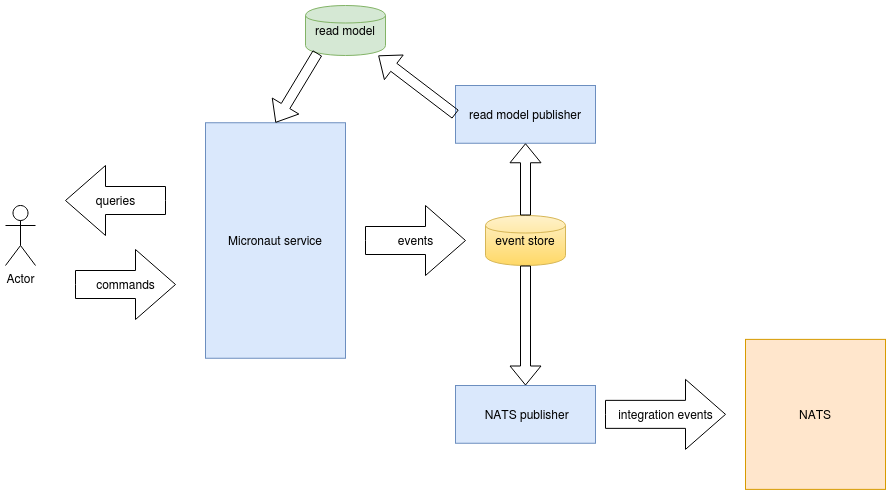 read model
read model publisher
queries
Micronaut service
events
event store
Actor
commands
NATS publisher
integration events
NATS